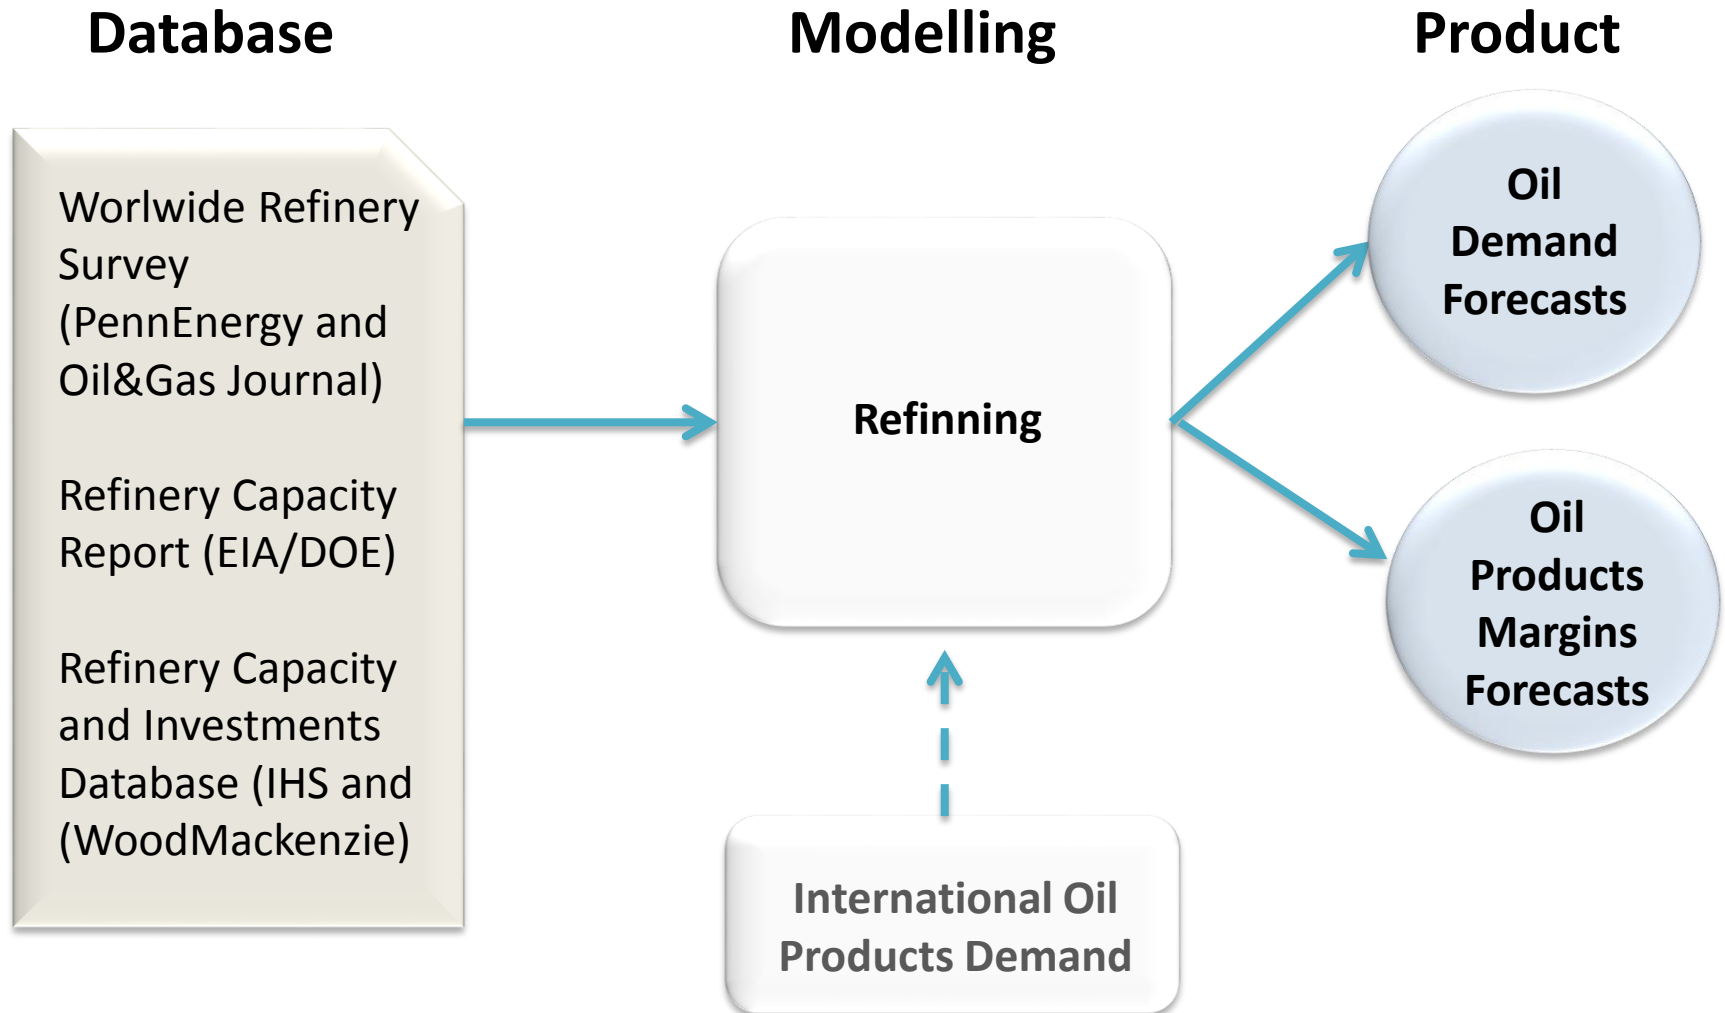 Database
Modelling
Product
Worlwide Refinery
Survey
(PennEnergy and
Oil&Gas Journal)
Refinery Capacity
Report (EIA/DOE)
Refinery Capacity
and Investments
Database (IHS and
(WoodMackenzie)
Refinning
International Oil
Products Demand
Oil
Demand
Forecasts
Oil
Products
Margins
Forecasts